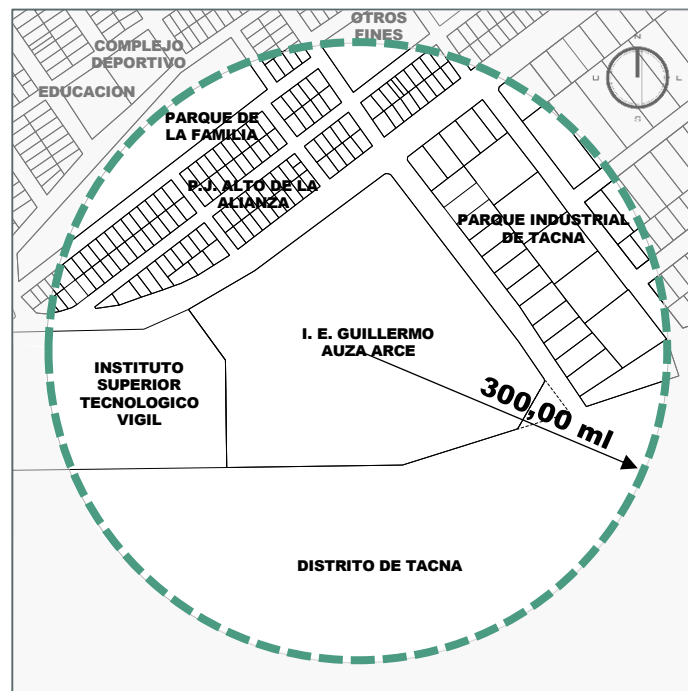 OTROS
FINES
COMPLEJO
DEPORTIVO
EDUCACIÓN
N
U
L
S
PARQUE DE
LA FAMILIA
P.J. ALTO DE LA
ALIANZA
PARQUE INDUSTRIAL
DE TACNA
I. E. GUILLERMO
AUZA ARCE
INSTITUTO
SUPERIOR
TECNOLOGICO
VIGIL
300,00 ml
DISTRITO DE TACNA